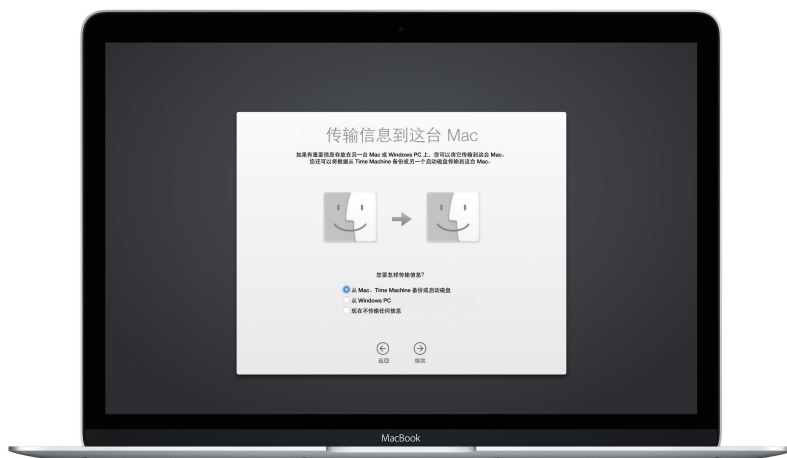 传输信息到这台 Mac
如果有重要信息存放在另一台 Mac 或 Windows PC 上，您可以将它传输到这台 Mac。
您还可以将数据从 Time Machine 备份或另一个启动磁盘传输到这台 Mac。
您要怎样传输信息？
从 Mac、Time Machine 备份或启动磁盘
从 Windows PC
现在不传输任何信息
返回 继续
MacBook